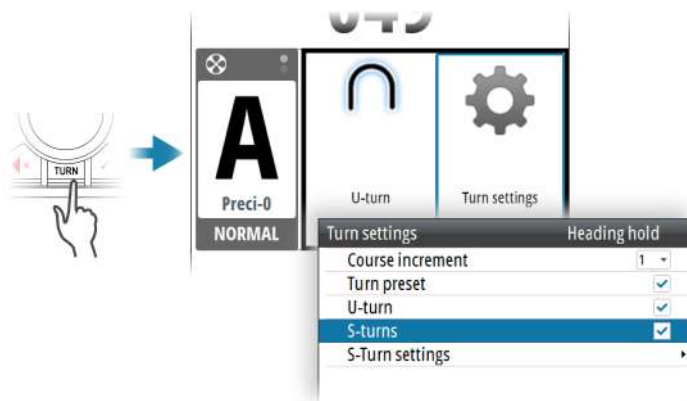 TURN
A
Preci-0
NORMAL
U-turn
Turn settings
Turn settings Heading hold
Course increment 1
Turn preset
U-turn
S-turns
S-Turn settings